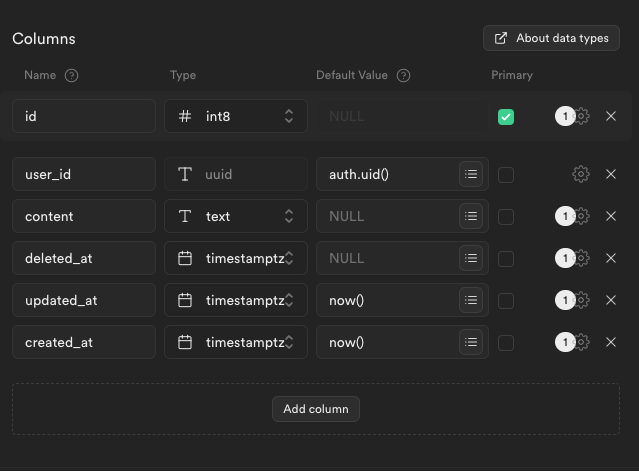 Columns About data types
Name ? Type Default Value ? Primary
id # int8 NULL 1
user_id T uuid auth.uid()
content T text NULL 1
deleted_at timestamptz NULL 1
updated_at timestamptz now() 1
created_at timestamptz now() 1
Add column